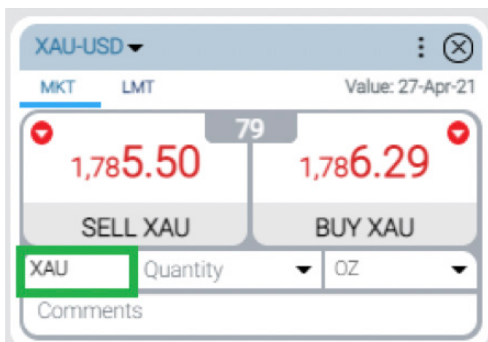 XAU-USD
MKT LMT Value: 27-Apr-21
79
1,785.50 1,786.29
SELL XAU BUY XAU
XAU Quantity OZ
Comments